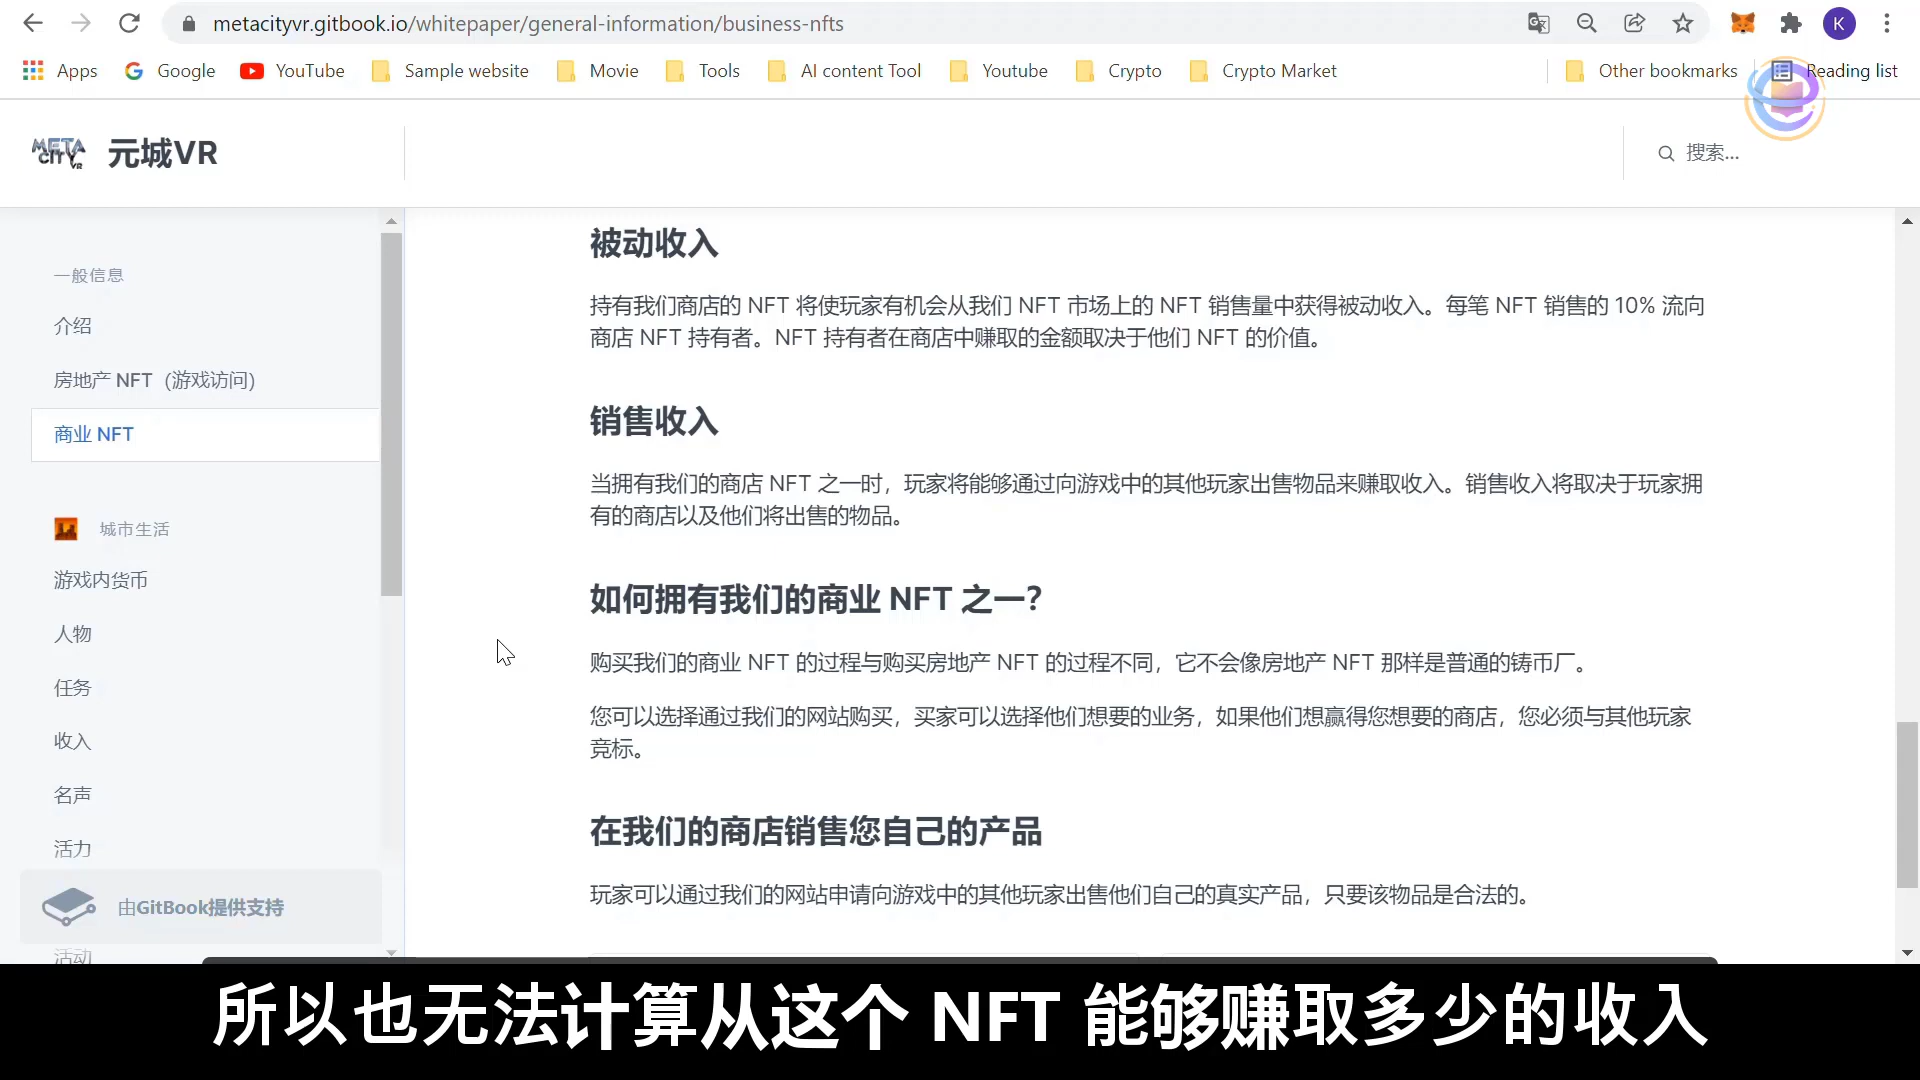 metacityvr.gitbook.io/whitepaper/general-information/business-nfts
K
Apps
Google
YouTube
Sample website
Movie
Tools
AI content Tool
Youtube
Crypto
Crypto Market
Other bookmarks
Reading list
META CITY VR
元城VR
搜索...
一般信息
介绍
房地产 NFT（游戏访问）
商业 NFT
城市生活
游戏内货币
人物
任务
收入
名声
活力
由GitBook提供支持
活动
被动收入
持有我们商店的 NFT 将使玩家有机会从我们 NFT 市场上的 NFT 销售量中获得被动收入。每笔 NFT 销售的 10% 流向
商店 NFT 持有者。NFT 持有者在商店中赚取的金额取决于他们 NFT 的价值。
销售收入
当拥有我们的商店 NFT 之一时，玩家将能够通过向游戏中的其他玩家出售物品来赚取收入。销售收入将取决于玩家拥
有的商店以及他们将出售的物品。
如何拥有我们的商业 NFT 之一？
购买我们的商业 NFT 的过程与购买房地产 NFT 的过程不同，它不会像房地产 NFT 那样是普通的铸币厂。
您可以选择通过我们的网站购买，买家可以选择他们想要的业务，如果他们想赢得您想要的商店，您必须与其他玩家
竞标。
在我们的商店销售您自己的产品
玩家可以通过我们的网站申请向游戏中的其他玩家出售他们自己的真实产品，只要该物品是合法的。
所以也无法计算从这个 NFT 能够赚取多少的收入